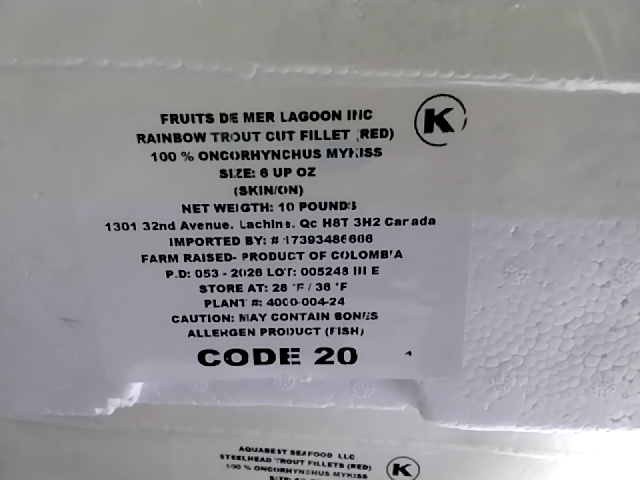 FRUITS DE MER LAGOON INC
K
RAINBOW TROUT CUT FILLET (RED)
100 % ONCORHYNCHUS MYKISS
SIZE: 6 UP OZ
(SKIN/ON)
NET WEIGTH: 10 POUNDS
1301 32nd Avenue. Lachine. Qc H8T 3H2 Canada
IMPORTED BY: # 17393486666
FARM RAISED- PRODUCT OF COLOMBIA
P.D: 053 - 2026 LOT: 005248 III E
STORE AT: 28 °F / 36 °F
PLANT #: 4000-004-24
CAUTION: MAY CONTAIN BONES
ALLERGEN PRODUCT (FISH)
CODE 20
AQUABEST SEAFOOD LLC
STEELHEAD TROUT FILLETS (RED)
100 % ONCORHYNCHUS MYKISS
K